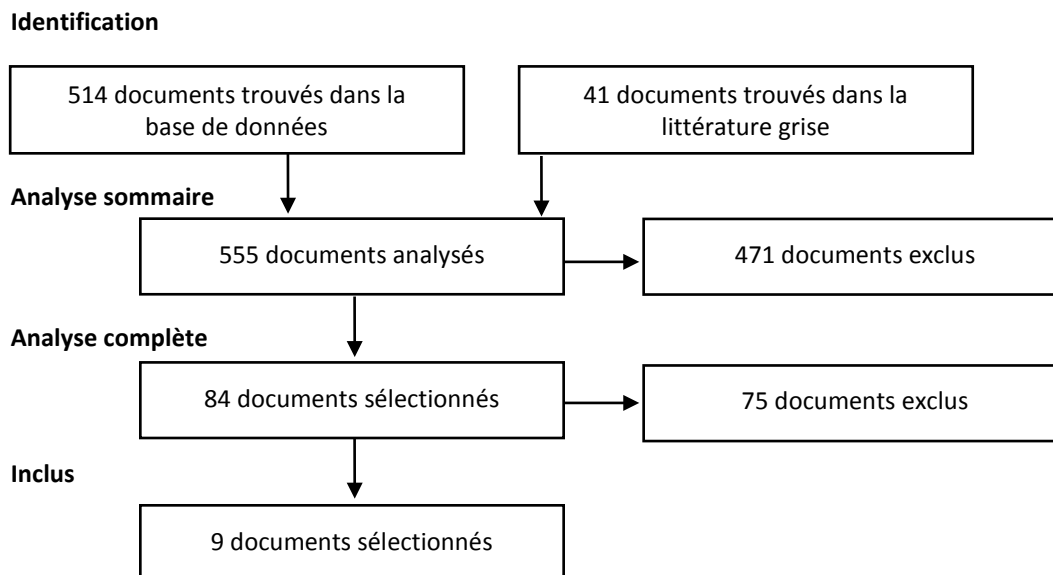 Identification
514 documents trouvés dans la
base de données
41 documents trouvés dans la
littérature grise
Analyse sommaire
555 documents analysés
471 documents exclus
Analyse complète
84 documents sélectionnés
75 documents exclus
Inclus
9 documents sélectionnés